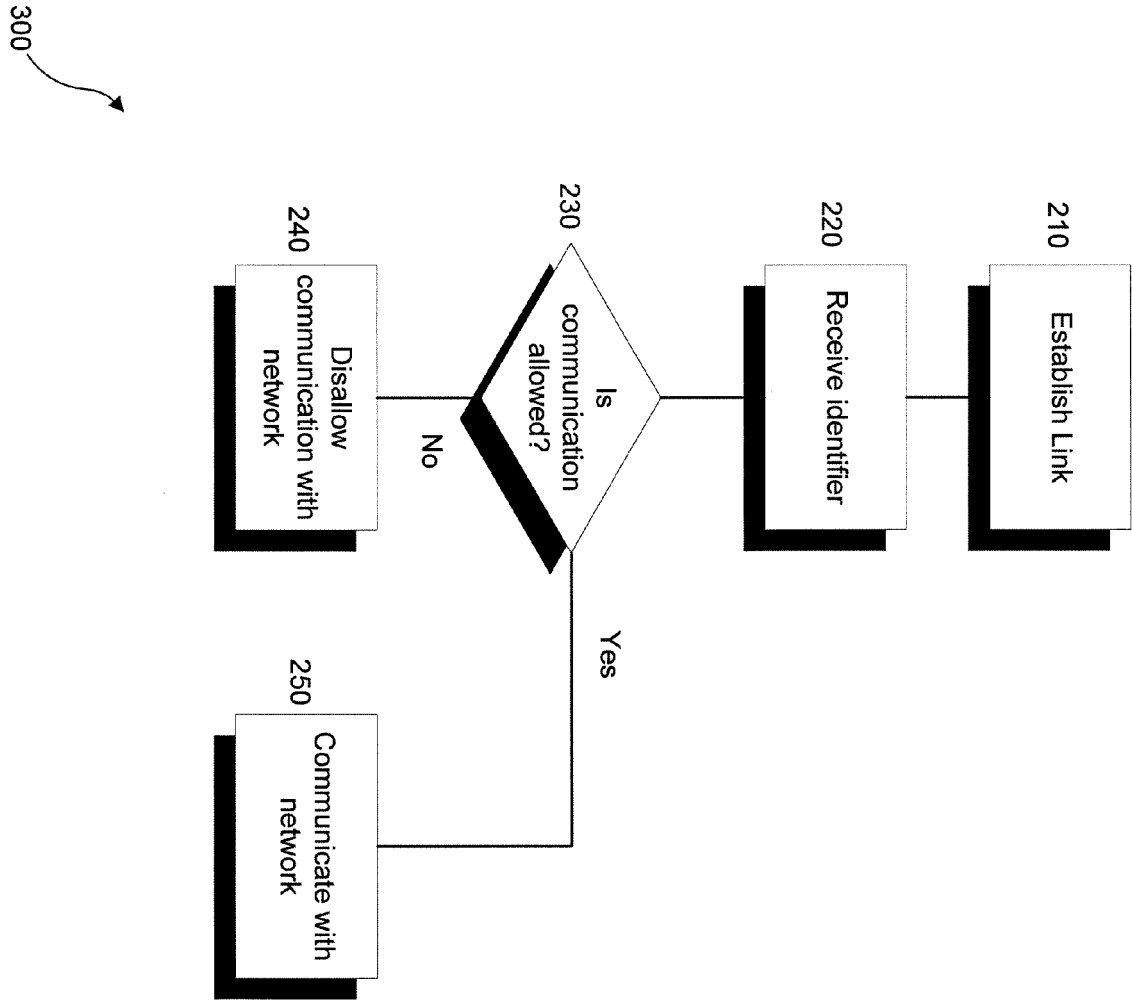 300
210
Establish Link
220
Receive identifier
230
Is
communication
allowed?
Yes
No
240
Disallow
communication with
network
250
Communicate with
network